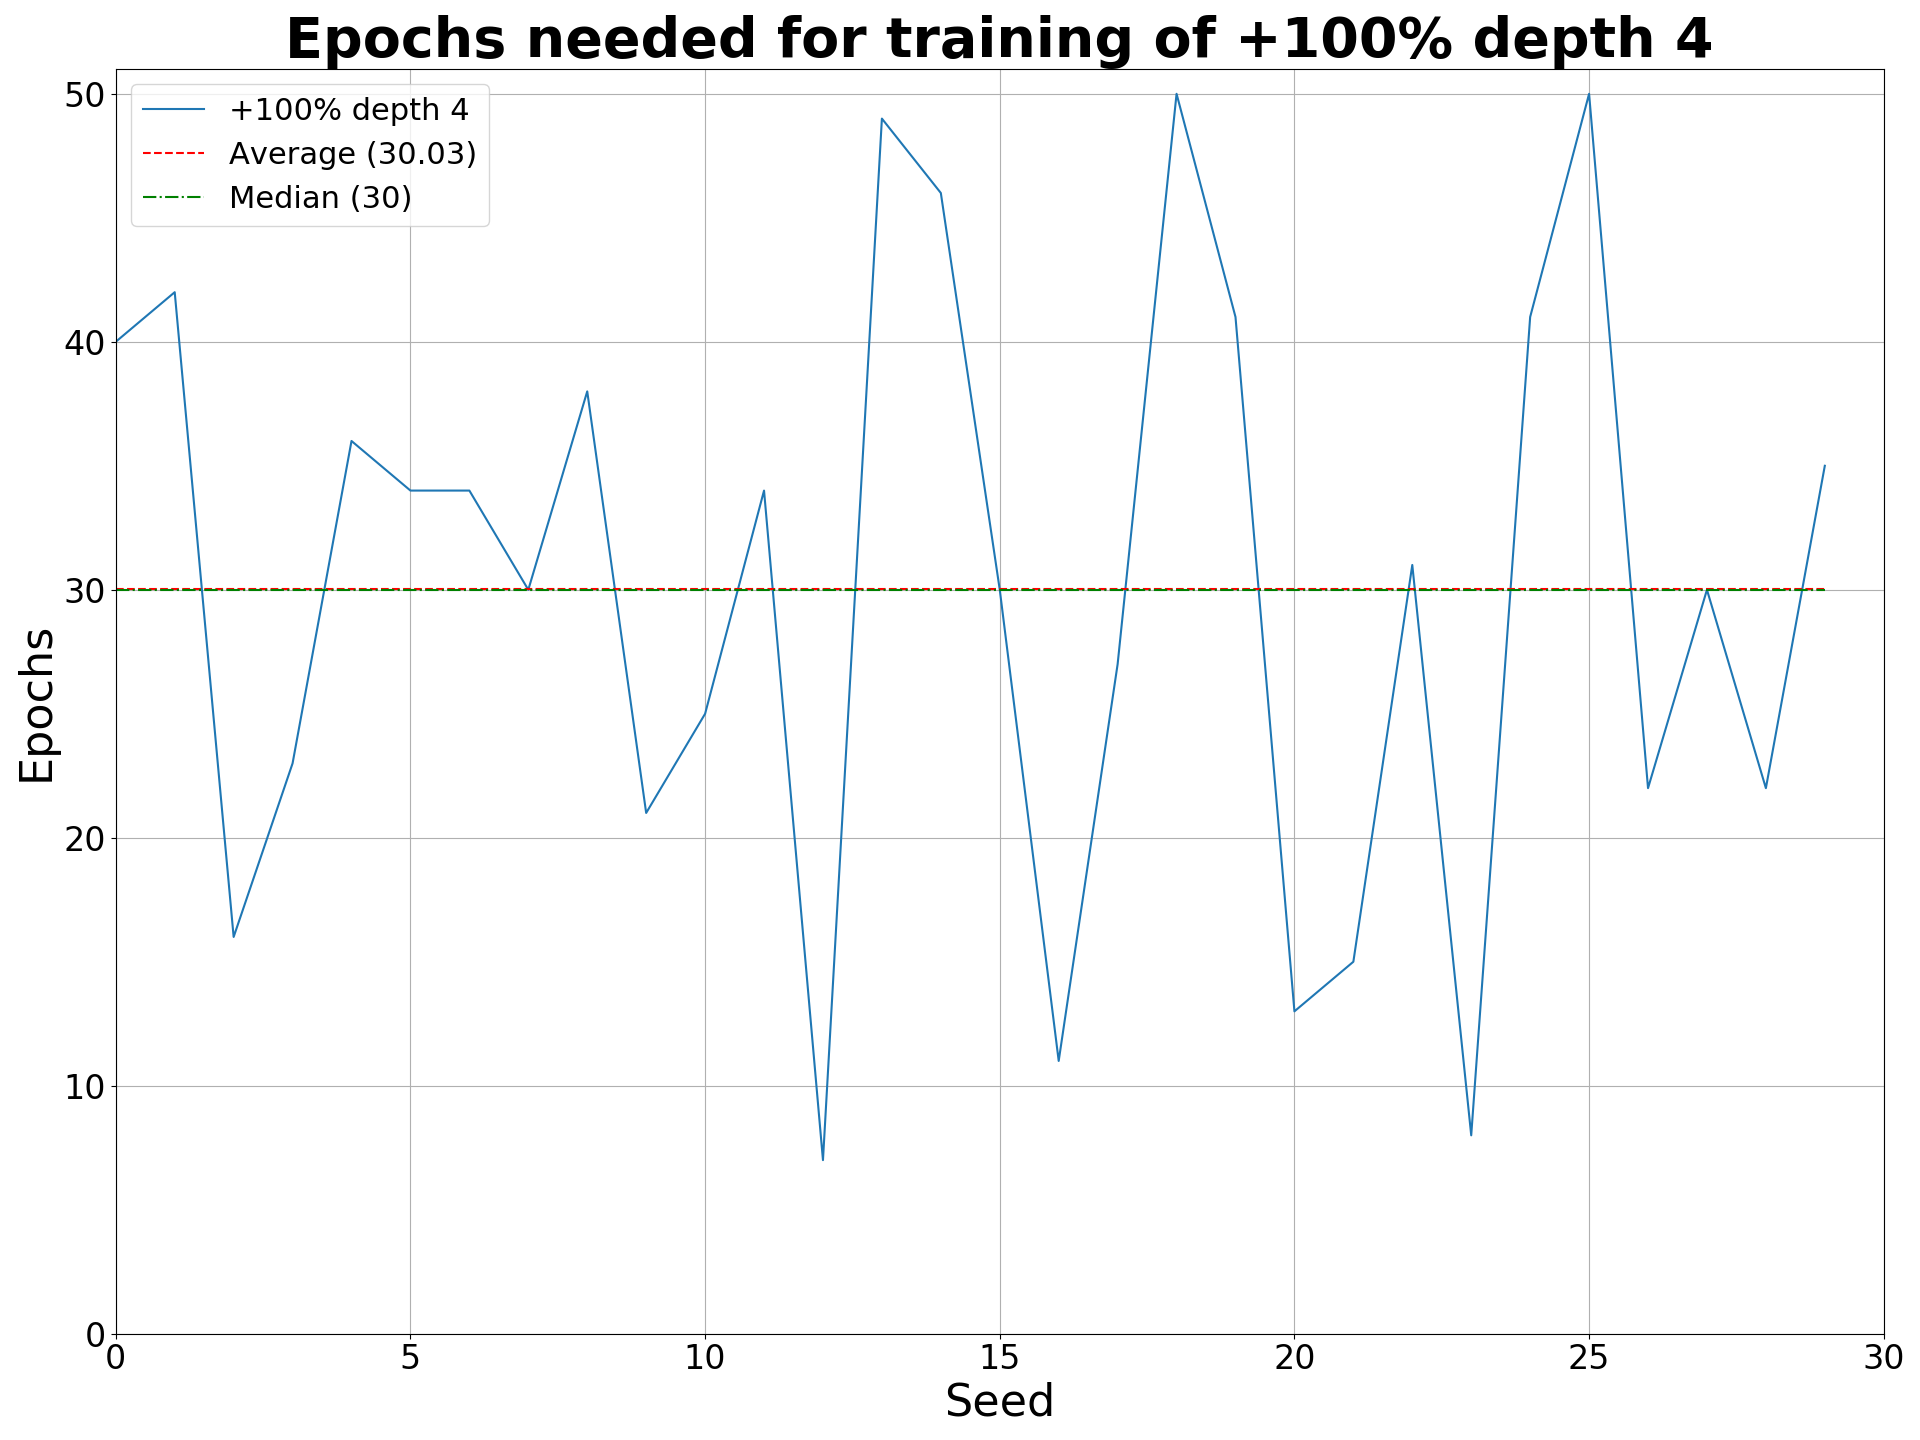 Epochs needed for training of +100% depth 4
+100% depth 4
Average (30.03)
Median (30)
50
40
30
20
10
0
Epochs
0 5 10 15 20 25 30
Seed